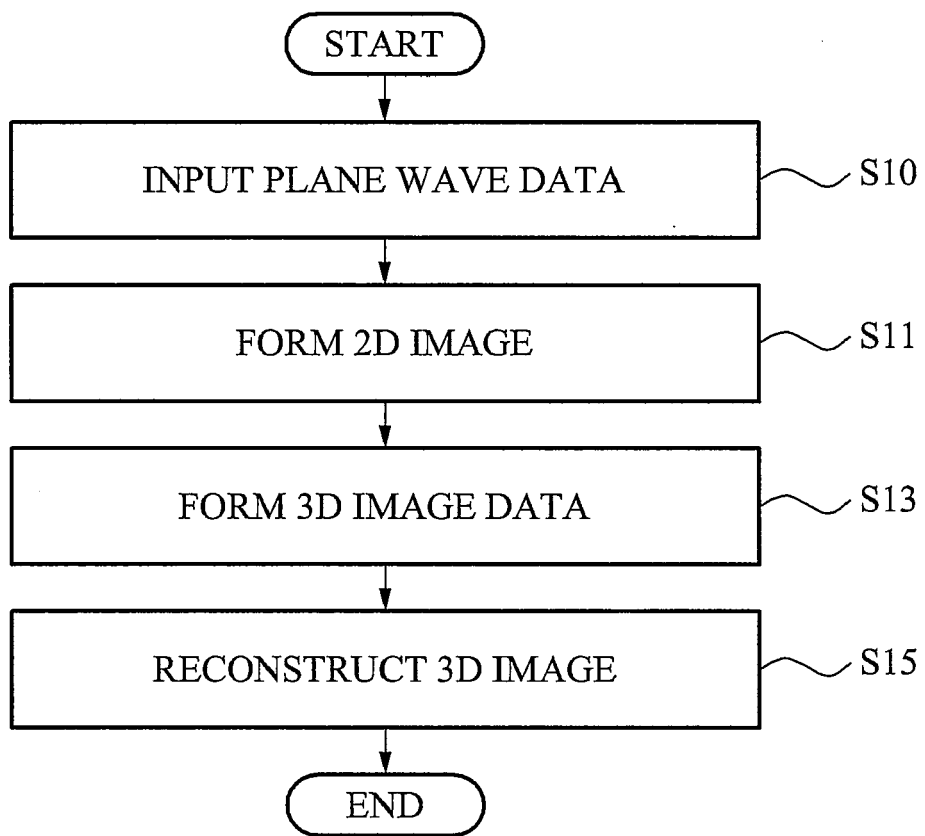 START
INPUT PLANE WAVE DATA
S10
FORM 2D IMAGE
S11
FORM 3D IMAGE DATA
S13
RECONSTRUCT 3D IMAGE
S15
END